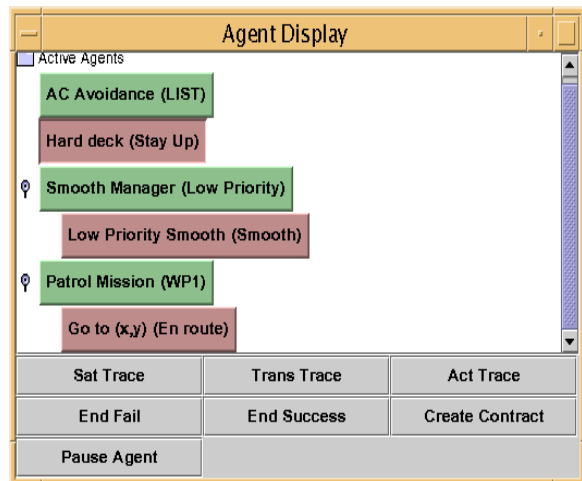 Agent Display
Active Agents
AC Avoidance (LIST)
Hard deck (Stay Up)
Smooth Manager (Low Priority)
Low Priority Smooth (Smooth)
Patrol Mission (WP1)
Go to (x,y) (En route)
Sat Trace Trans Trace Act Trace
End Fail End Success Create Contract
Pause Agent